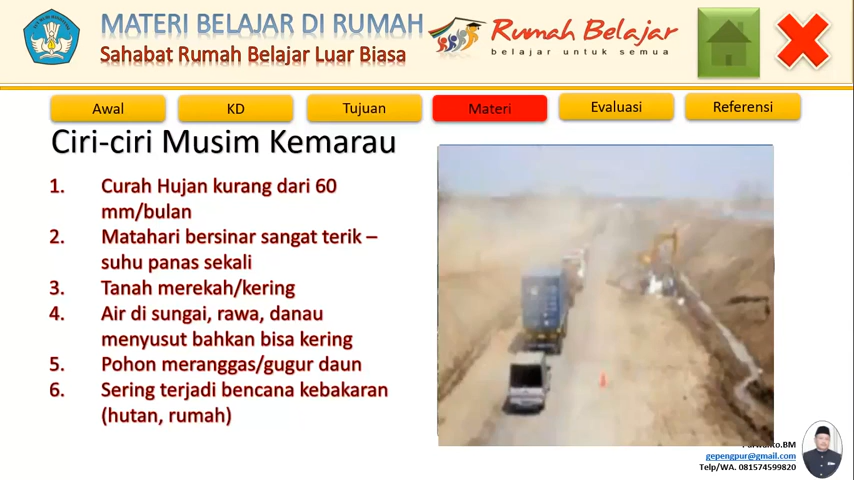 MATERI BELAJAR DI RUMAH
Sahabat Rumah Belajar Luar Biasa
Rumah Belajar
belajar untuk semua
Awal
KD
Tujuan
Materi
Evaluasi
Referensi
Ciri-ciri Musim Kemarau
1. Curah Hujan kurang dari 60
mm/bulan
2. Matahari bersinar sangat terik –
suhu panas sekali
3. Tanah merekah/kering
4. Air di sungai, rawa, danau
menyusut bahkan bisa kering
5. Pohon meranggas/gugur daun
6. Sering terjadi bencana kebakaran
(hutan, rumah)
gepengpur@gmail.com
Telp/WA. 081574599820